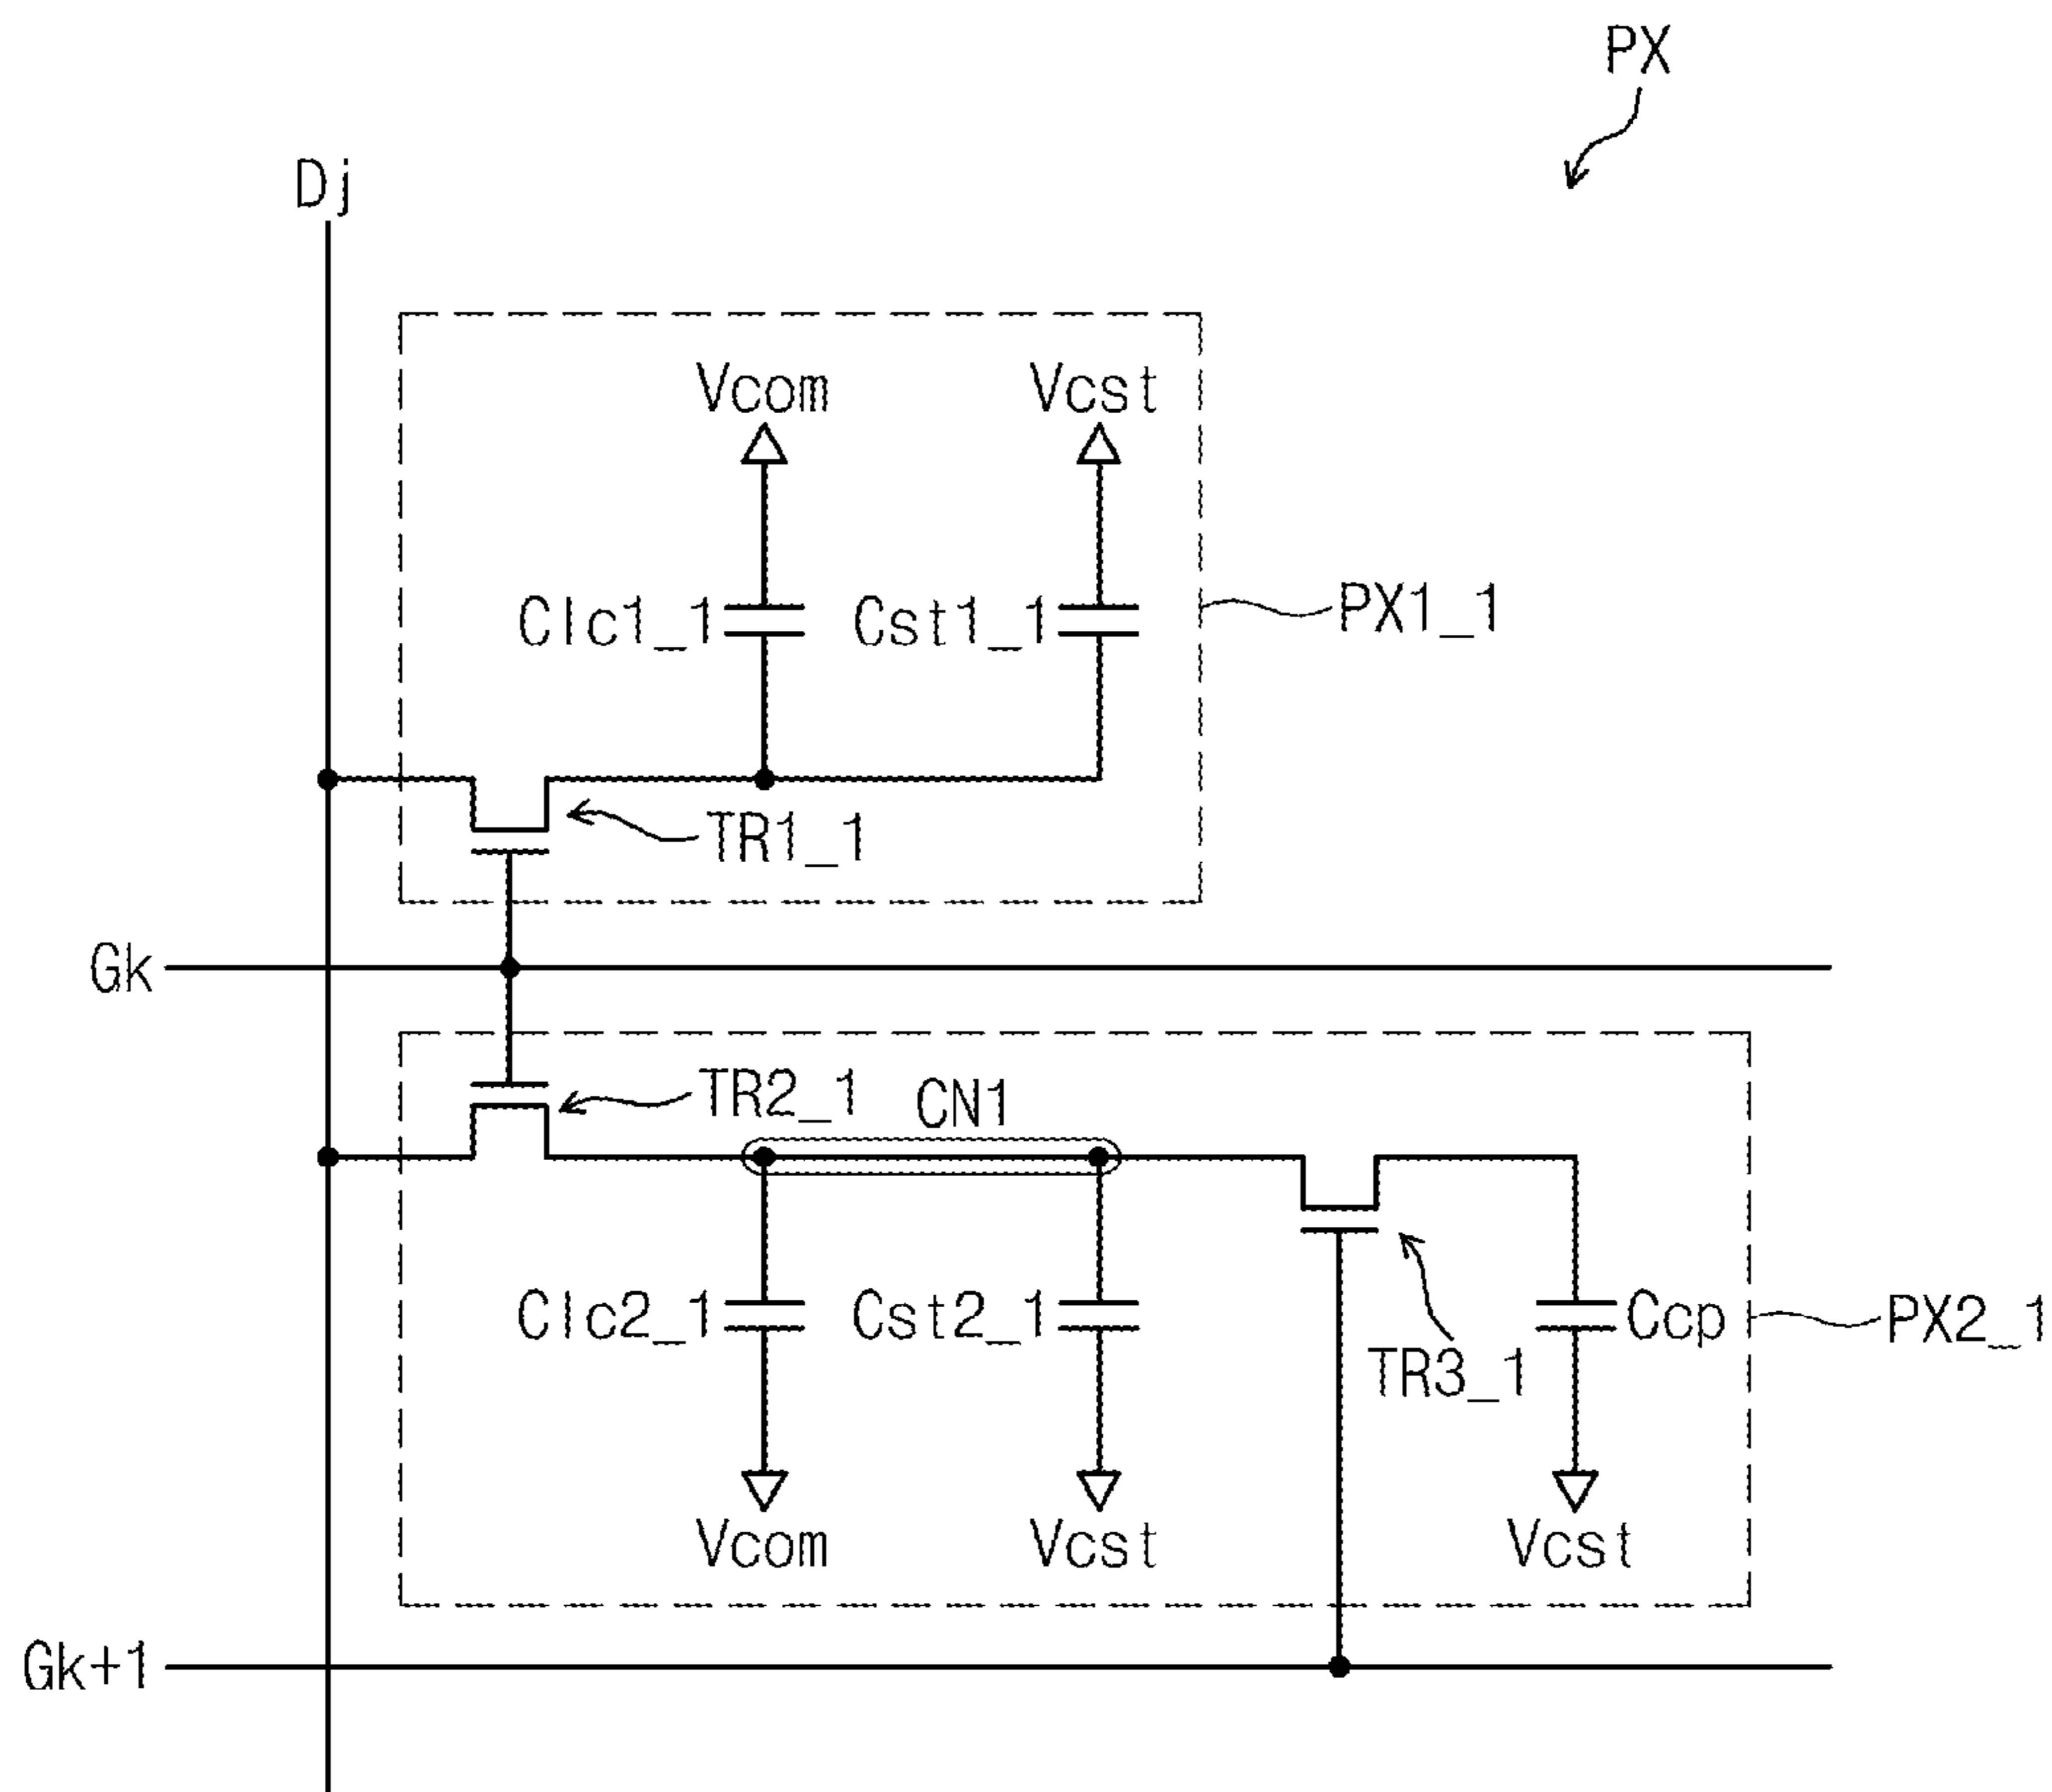 PX
Dj
Vcom
Vcst
Clc1_1
Cst1_1
PX1_1
TR1_1
Gk
TR2_1
CN1
Clc2_1
Cst2_1
Ccp
PX2_1
TR3_1
Vcom
Vcst
Vcst
Gk+1